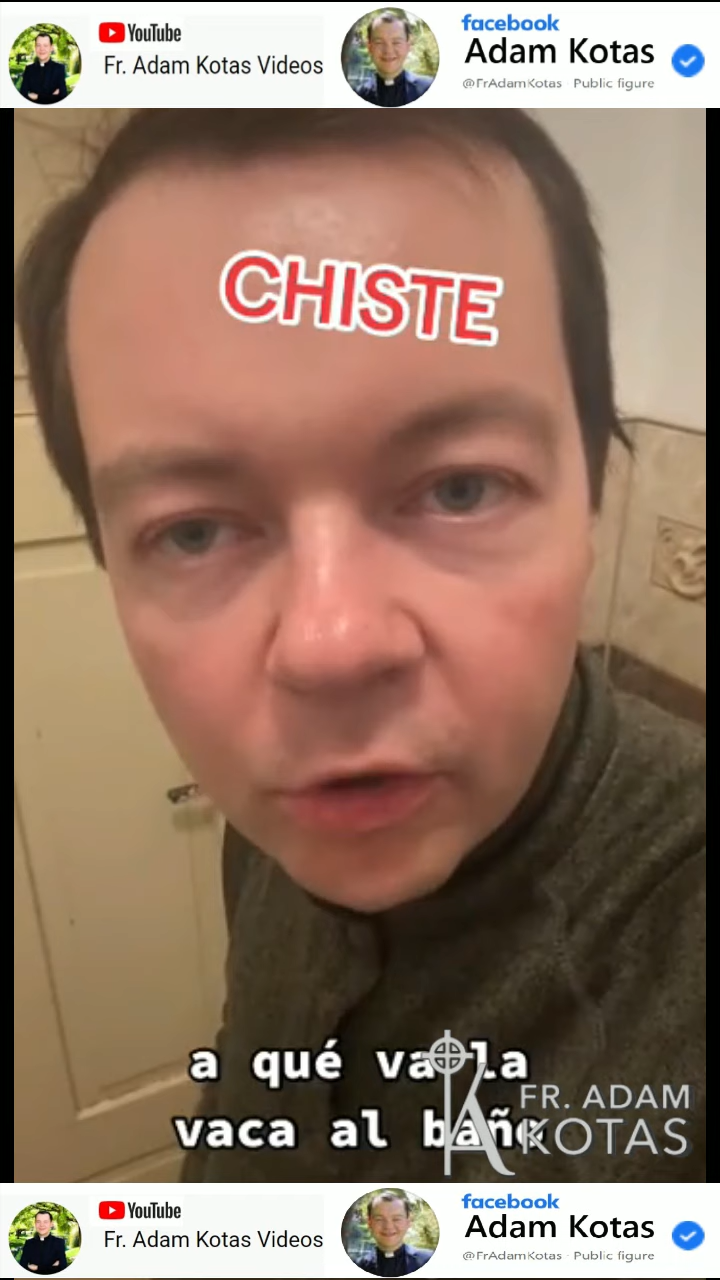 YouTube
Fr. Adam Kotas Videos
facebook
Adam Kotas
@FrAdamKotas · Public figure
CHISTE
a qué va la
vaca al baño
FR. ADAM
KOTAS
YouTube
Fr. Adam Kotas Videos
facebook
Adam Kotas
@FrAdamKotas · Public figure